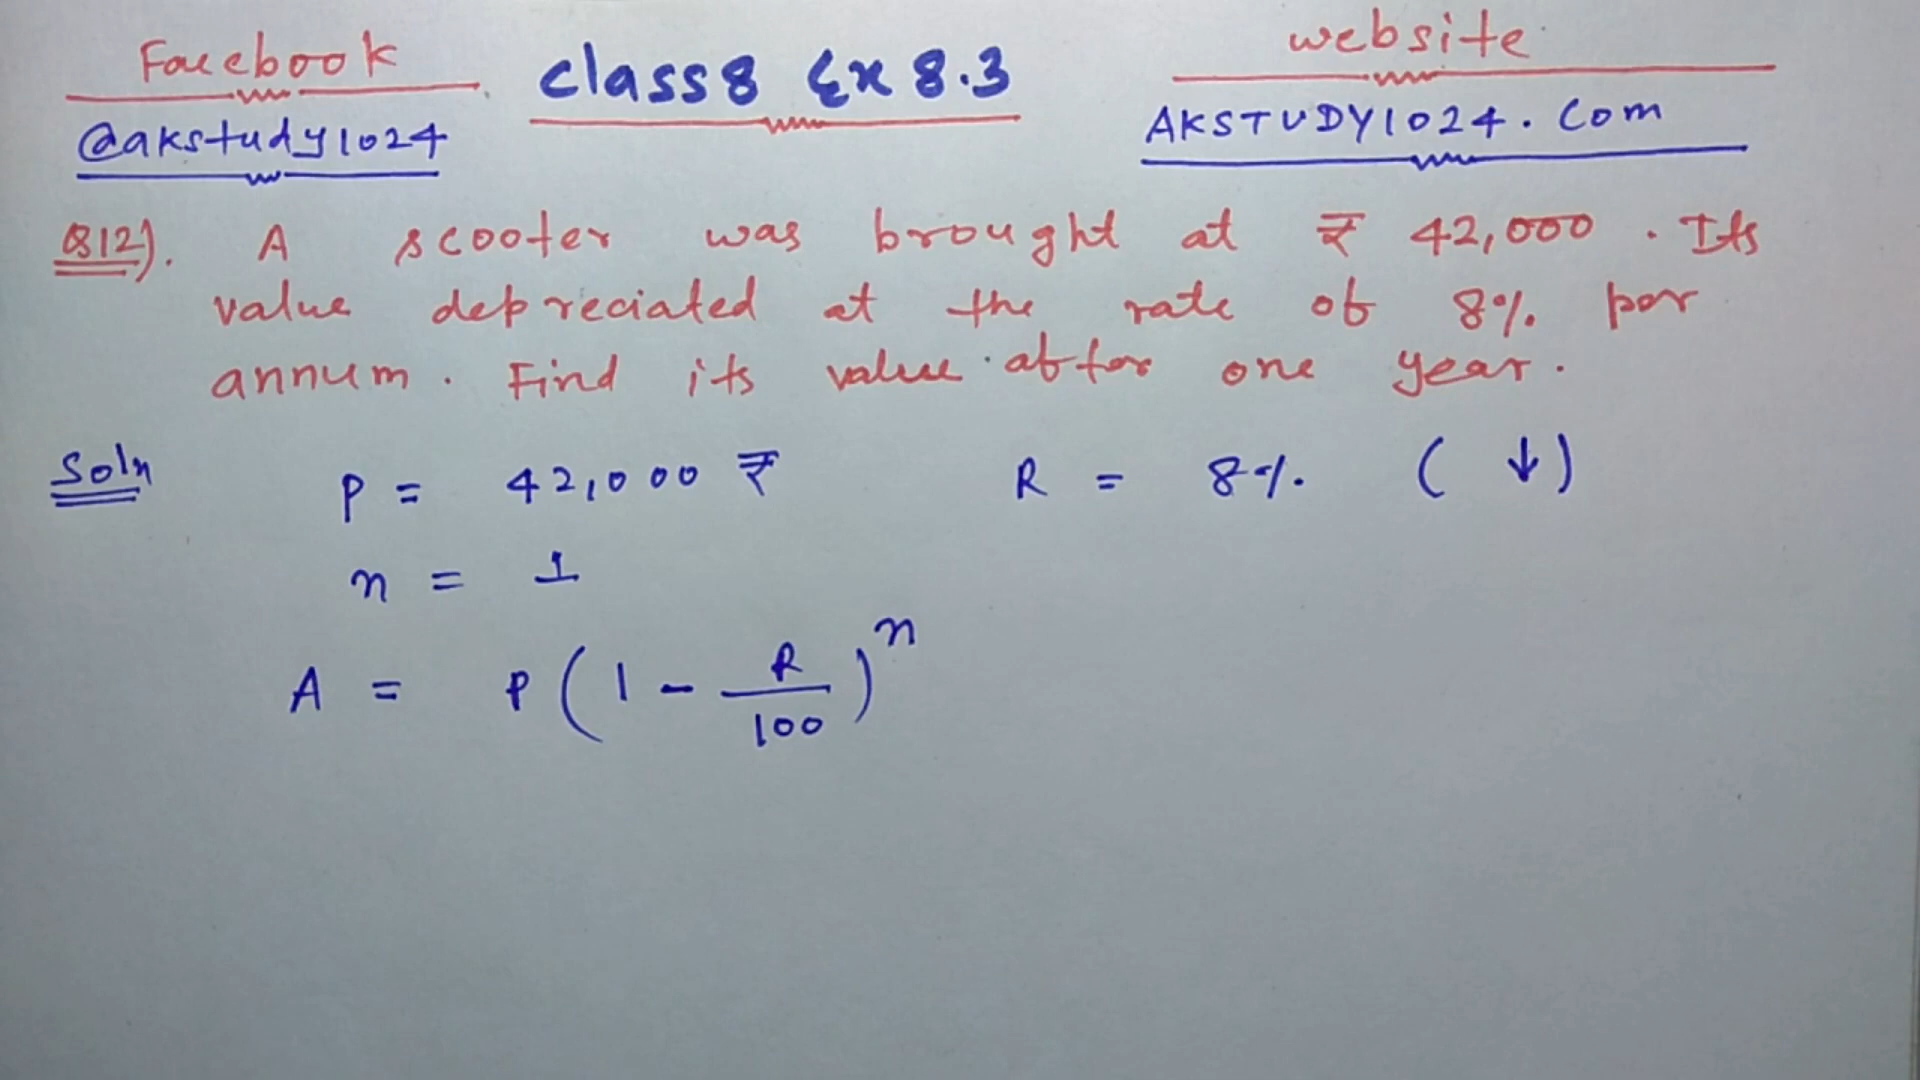 Facebook
@akstudy1024
class8 Ex 8.3
website
AKSTUDY1024.Com
Q12). A scooter was brought at ₹ 42,000. Its
value depreciated at the rate of 8% per
annum. Find its value after one year.
Soln
P = 42,000 ₹ R = 8% (↓)
n = 1
A = P(1 - R/100)^n